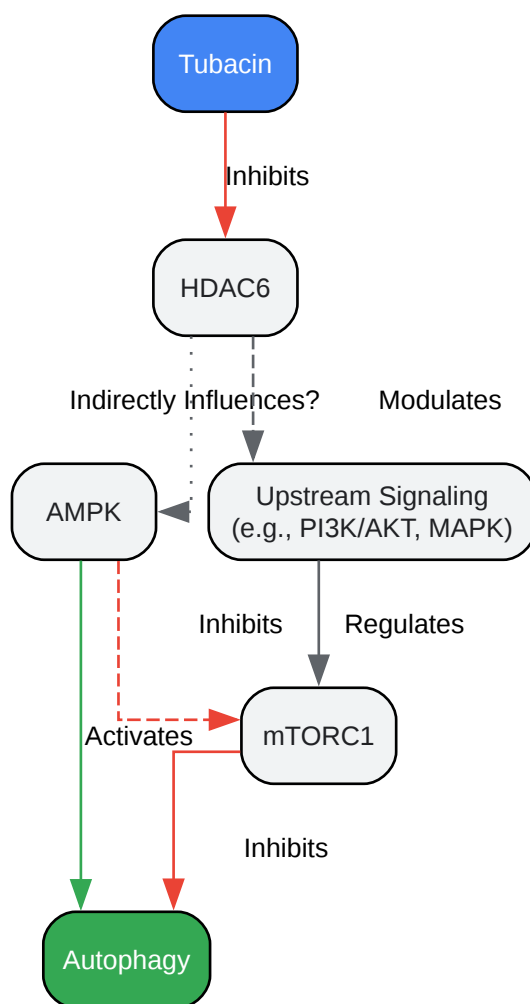 Tubacin
Inhibits
HDAC6
Indirectly Influences?
Modulates
AMPK
Upstream Signaling
(e.g., PI3K/AKT, MAPK)
Inhibits
Regulates
Activates
mTORC1
Inhibits
Autophagy